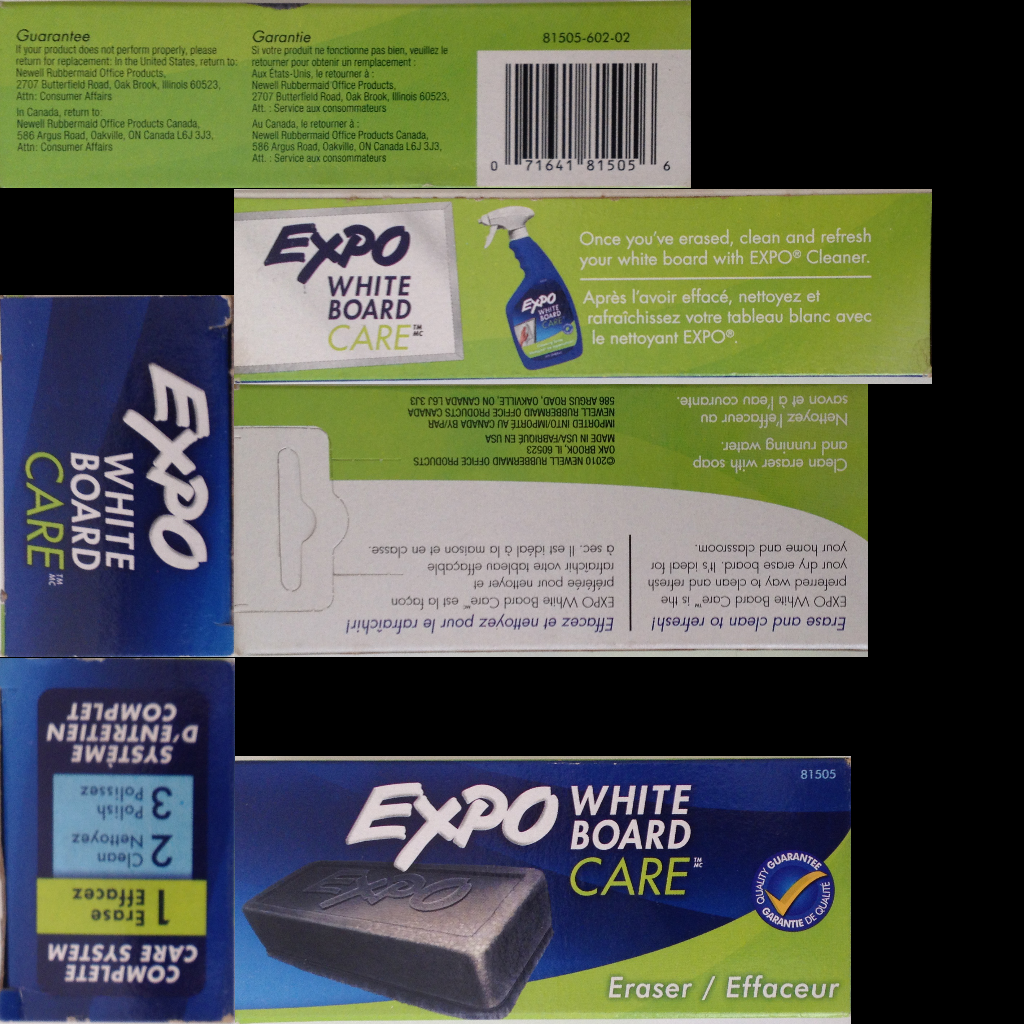 Guarantee
If your product does not perform properly, please
return for replacement: In the United States, return to:
Newell Rubbermaid Office Products,
2707 Butterfield Road, Oak Brook, Illinois 60523,
Attn: Consumer Affairs
In Canada, return to:
Newell Rubbermaid Office Products Canada,
586 Argus Road, Oakville, ON Canada L6J 3J3,
Attn: Consumer Affairs
Garantie
Si votre produit ne fonctionne pas bien, veuillez le
retourner pour obtenir un remplacement :
Aux États-Unis, le retourner à :
Newell Rubbermaid Office Products,
2707 Butterfield Road, Oak Brook, Illinois 60523,
Att. : Service aux consommateurs
Au Canada, le retourner à :
Newell Rubbermaid Office Products Canada,
586 Argus Road, Oakville, ON Canada L6J 3J3,
Att. : Service aux consommateurs
81505-602-02
0 71641 81505 6
EXPO
WHITE
BOARD
CARE™ MC
EXPO
WHITE
BOARD
CARE
Once you've erased, clean and refresh
your white board with EXPO® Cleaner.
Après l'avoir effacé, nettoyez et
rafraîchissez votre tableau blanc avec
le nettoyant EXPO®.
EXPO
WHITE
BOARD
CARE™ MC
Erase and clean to refresh!
EXPO White Board Care™ is the
preferred way to clean and refresh
your dry erase board. It's ideal for
your home and classroom.
Effacez et nettoyez pour le rafraîchir!
EXPO White Board Care™ est la façon
préférée pour nettoyer et
rafraîchir votre tableau effaçable
à sec. Il est idéal à la maison et en classe.
Clean eraser with soap
and running water.
Nettoyez l'effaceur au
savon et à l'eau courante.
©2010 NEWELL RUBBERMAID OFFICE PRODUCTS
OAK BROOK, IL 60523
MADE IN USA/FABRIQUÉ EN USA
IMPORTED INTO/IMPORTÉ AU CANADA BY/PAR
NEWELL RUBBERMAID OFFICE PRODUCTS CANADA
586 ARGUS ROAD, OAKVILLE, ON CANADA L6J 3J3
COMPLETE
CARE SYSTEM
1 Erase
Effacez
2 Clean
Nettoyez
3 Polish
Polissez
SYSTÈME
D'ENTRETIEN
COMPLET
81505
EXPO
WHITE
BOARD
CARE™ MC
EXPO
QUALITY GUARANTEE
GARANTIE DE QUALITÉ
Eraser / Effaceur